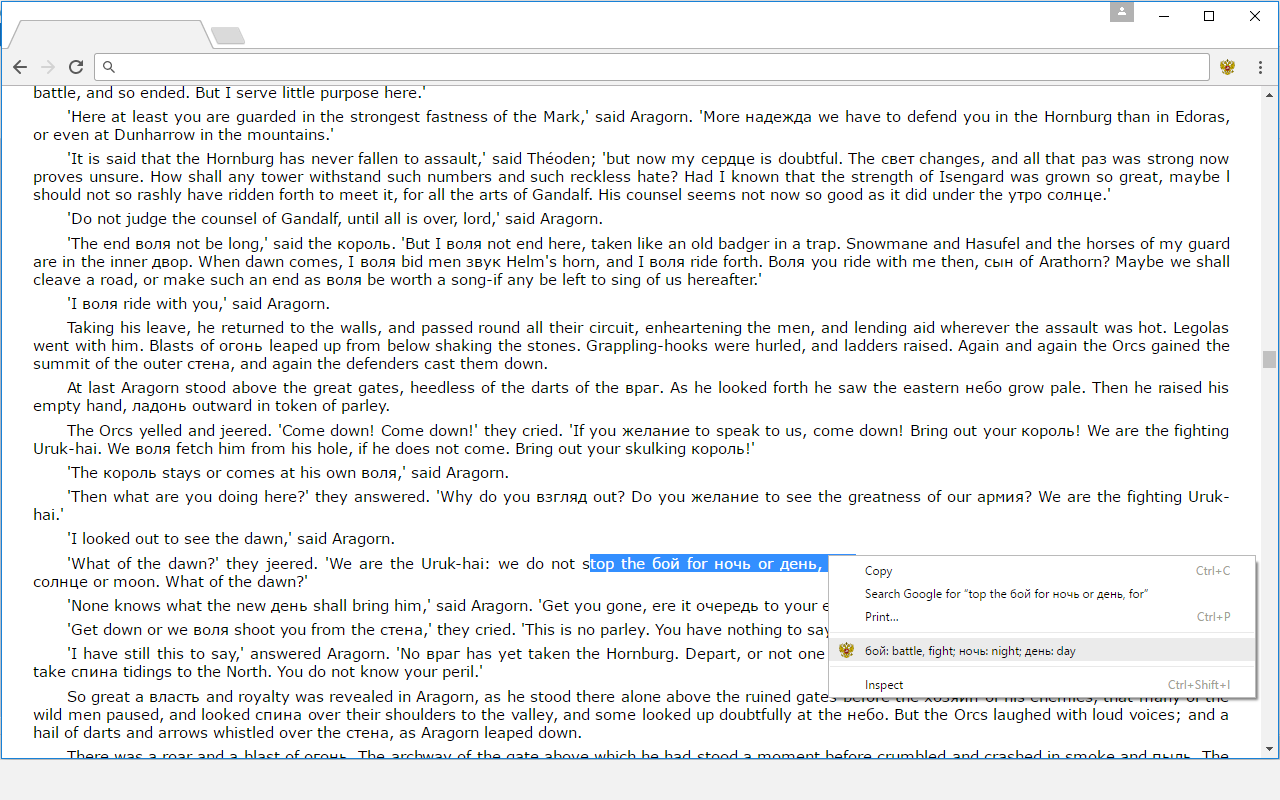 battle, and so ended. But I serve little purpose here.'
'Here at least you are guarded in the strongest fastness of the Mark,' said Aragorn. 'More надежда we have to defend you in the Hornburg than in Edoras,
or even at Dunharrow in the mountains.'
'It is said that the Hornburg has never fallen to assault,' said Théoden; 'but now my сердце is doubtful. The свет changes, and all that раз was strong now
proves unsure. How shall any tower withstand such numbers and such reckless hate? Had I known that the strength of Isengard was grown so great, maybe I
should not so rashly have ridden forth to meet it, for all the arts of Gandalf. His counsel seems not now so good as it did under the утро солнце.'
'Do not judge the counsel of Gandalf, until all is over, lord,' said Aragorn.
'The end воля not be long,' said the король. 'But I воля not end here, taken like an old badger in a trap. Snowmane and Hasufel and the horses of my guard
are in the inner двор. When dawn comes, I воля bid men звук Helm's horn, and I воля ride forth. Воля you ride with me then, сын of Arathorn? Maybe we shall
cleave a road, or make such an end as воля be worth a song-if any be left to sing of us hereafter.'
'I воля ride with you,' said Aragorn.
Taking his leave, he returned to the walls, and passed round all their circuit, enheartening the men, and lending aid wherever the assault was hot. Legolas
went with him. Blasts of огонь leaped up from below shaking the stones. Grappling-hooks were hurled, and ladders raised. Again and again the Orcs gained the
summit of the outer стена, and again the defenders cast them down.
At last Aragorn stood above the great gates, heedless of the darts of the враг. As he looked forth he saw the eastern небо grow pale. Then he raised his
empty hand, ладонь outward in token of parley.
The Orcs yelled and jeered. 'Come down! Come down!' they cried. 'If you желание to speak to us, come down! Bring out your король! We are the fighting
Uruk-hai. We воля fetch him from his hole, if he does not come. Bring out your skulking король!'
'The король stays or comes at his own воля,' said Aragorn.
'Then what are you doing here?' they answered. 'Why do you взгляд out? Do you желание to see the greatness of our армия? We are the fighting Uruk-
hai.'
'I looked out to see the dawn,' said Aragorn.
'What of the dawn?' they jeered. 'We are the Uruk-hai: we do not stop the бой for ночь or день,
солнце or moon. What of the dawn?'
'None knows what the new день shall bring him,' said Aragorn. 'Get you gone, ere it очередь to your
'Get down or we воля shoot you from the стена,' they cried. 'This is no parley. You have nothing to say
'I have still this to say,' answered Aragorn. 'No враг has yet taken the Hornburg. Depart, or not one
take спина tidings to the North. You do not know your peril.'
Copy Ctrl+C
Search Google for “top the бой for ночь or день, for”
Print... Ctrl+P
бой: battle, fight; ночь: night; день: day
Inspect Ctrl+Shift+I
So great a власть and royalty was revealed in Aragorn, as he stood there alone above the ruined gates before the хозяин of his enemies, that many of the
wild men paused, and looked спина over their shoulders to the valley, and some looked up doubtfully at the небо. But the Orcs laughed with loud voices; and a
hail of darts and arrows whistled over the стена, as Aragorn leaped down.
There was a roar and a blast of огонь. The archway of the gate above which he had stood a moment before crumbled and crashed in smoke and пыль. The